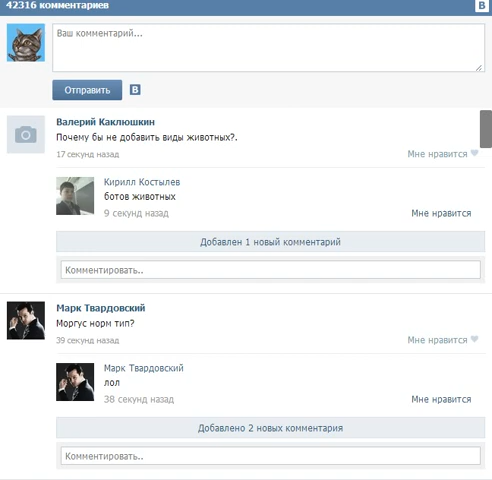 42316 комментариев
В
Ваш комментарий...
Отправить
В
Валерий Каклюшкин
Почему бы не добавить виды животных?.
17 секунд назад
Мне нравится
Кирилл Костылев
ботов животных
9 секунд назад
Мне нравится
Добавлен 1 новый комментарий
Комментировать..
Марк Твардовский
Моргус норм тип?
39 секунд назад
Мне нравится
Марк Твардовский
лол
38 секунд назад
Мне нравится
Добавлено 2 новых комментария
Комментировать..